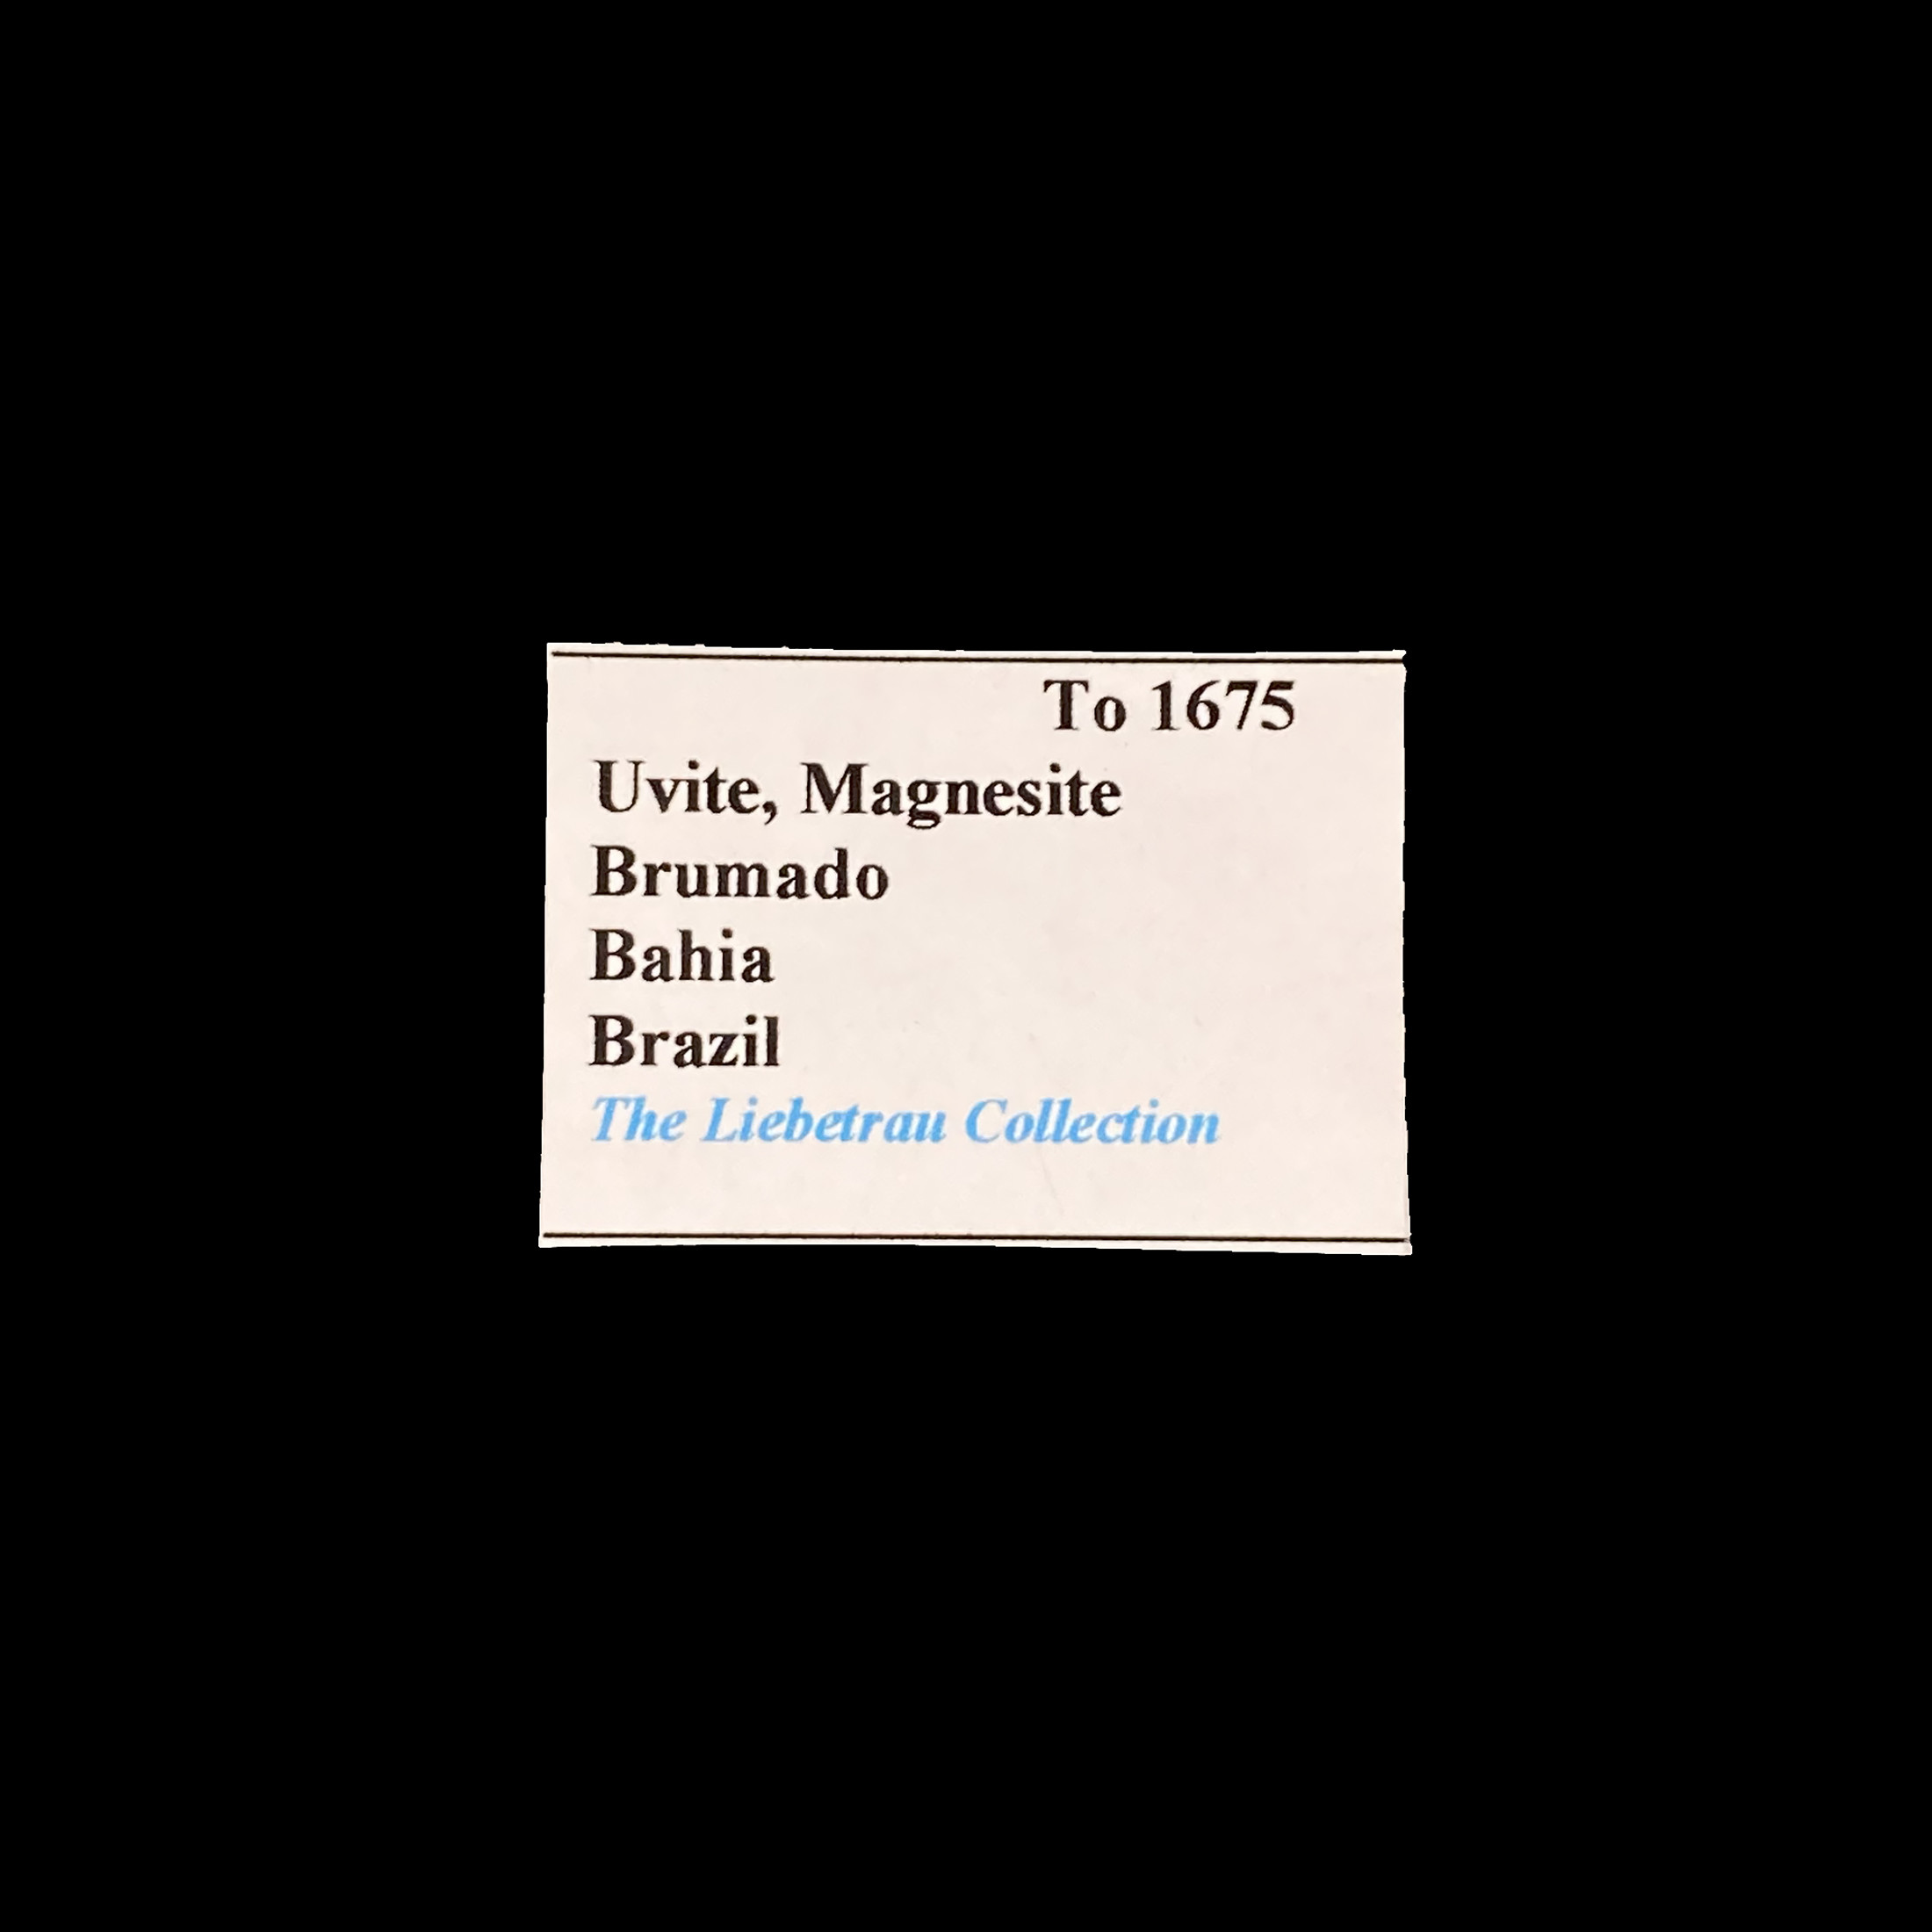 To 1675
Uvite, Magnesite
Brumado
Bahia
Brazil
The Liebetrau Collection